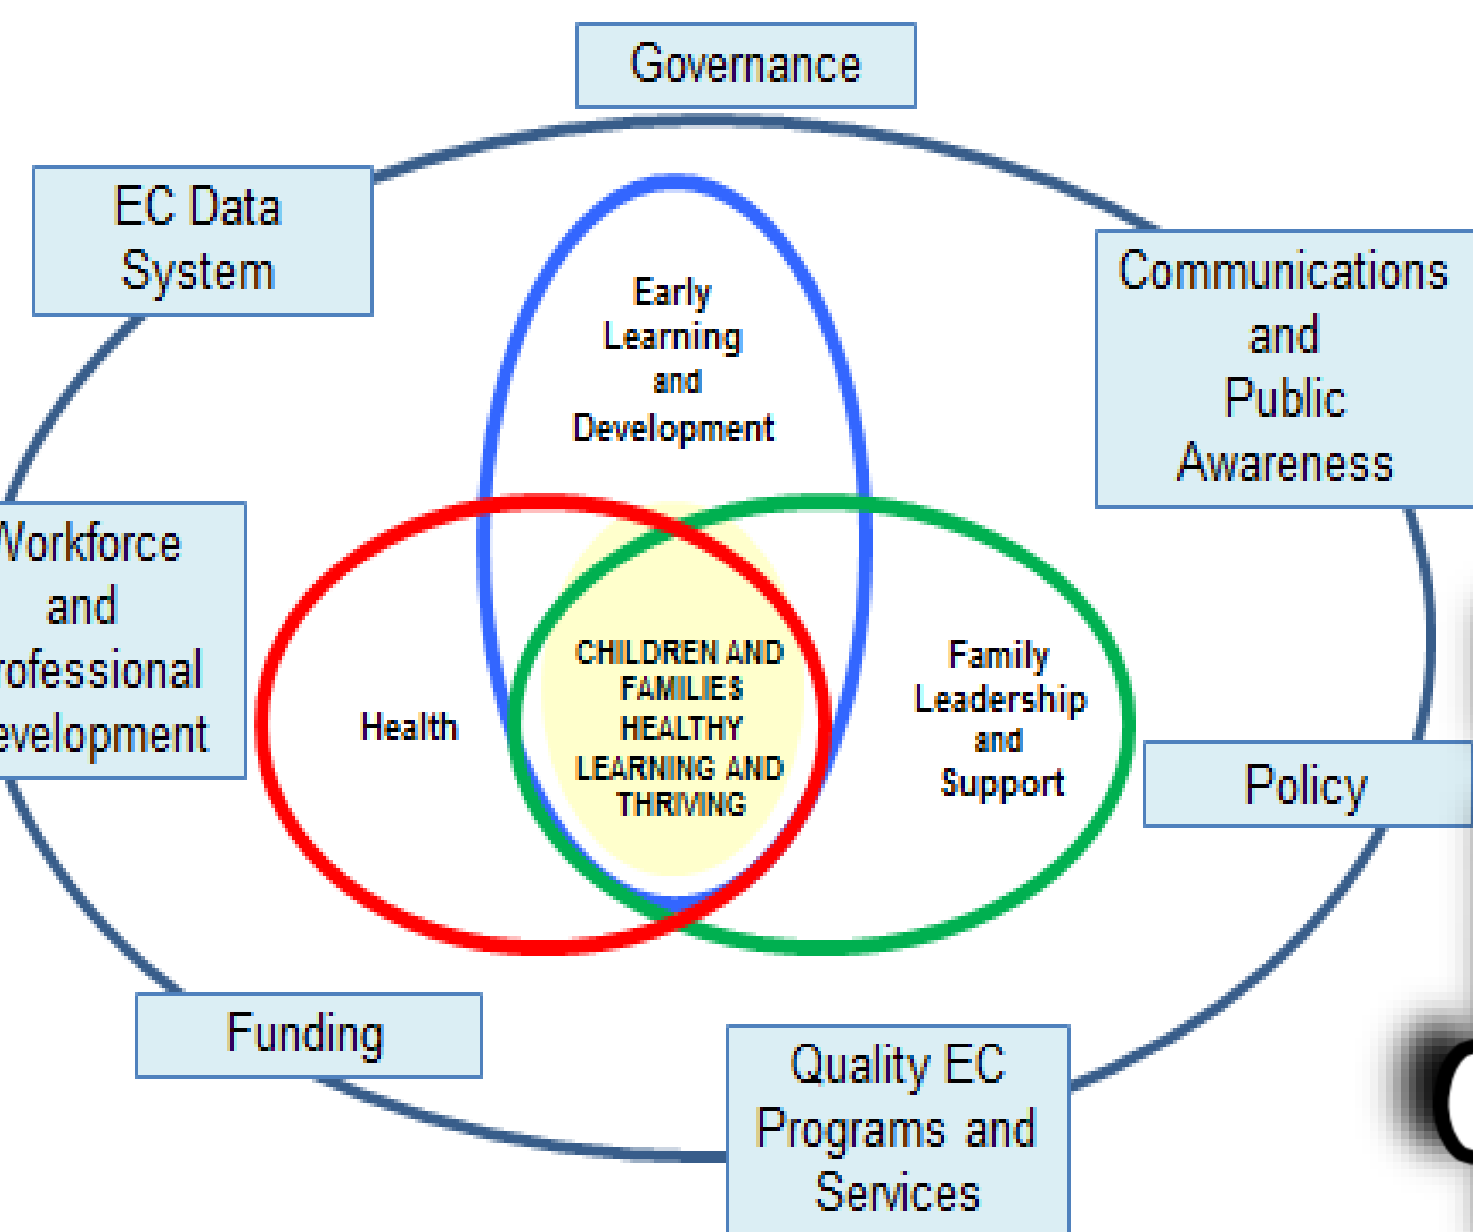 Governance
EC Data
System
Communications
and
Public
Awareness
Early
Learning
and
Development
Workforce
and
rofessional
evelopment
CHILDREN AND
FAMILIES
HEALTHY
LEARNING AND
THRIVING
Health
Family
Leadership
and
Support
Policy
Funding
Quality EC
Programs and
Services